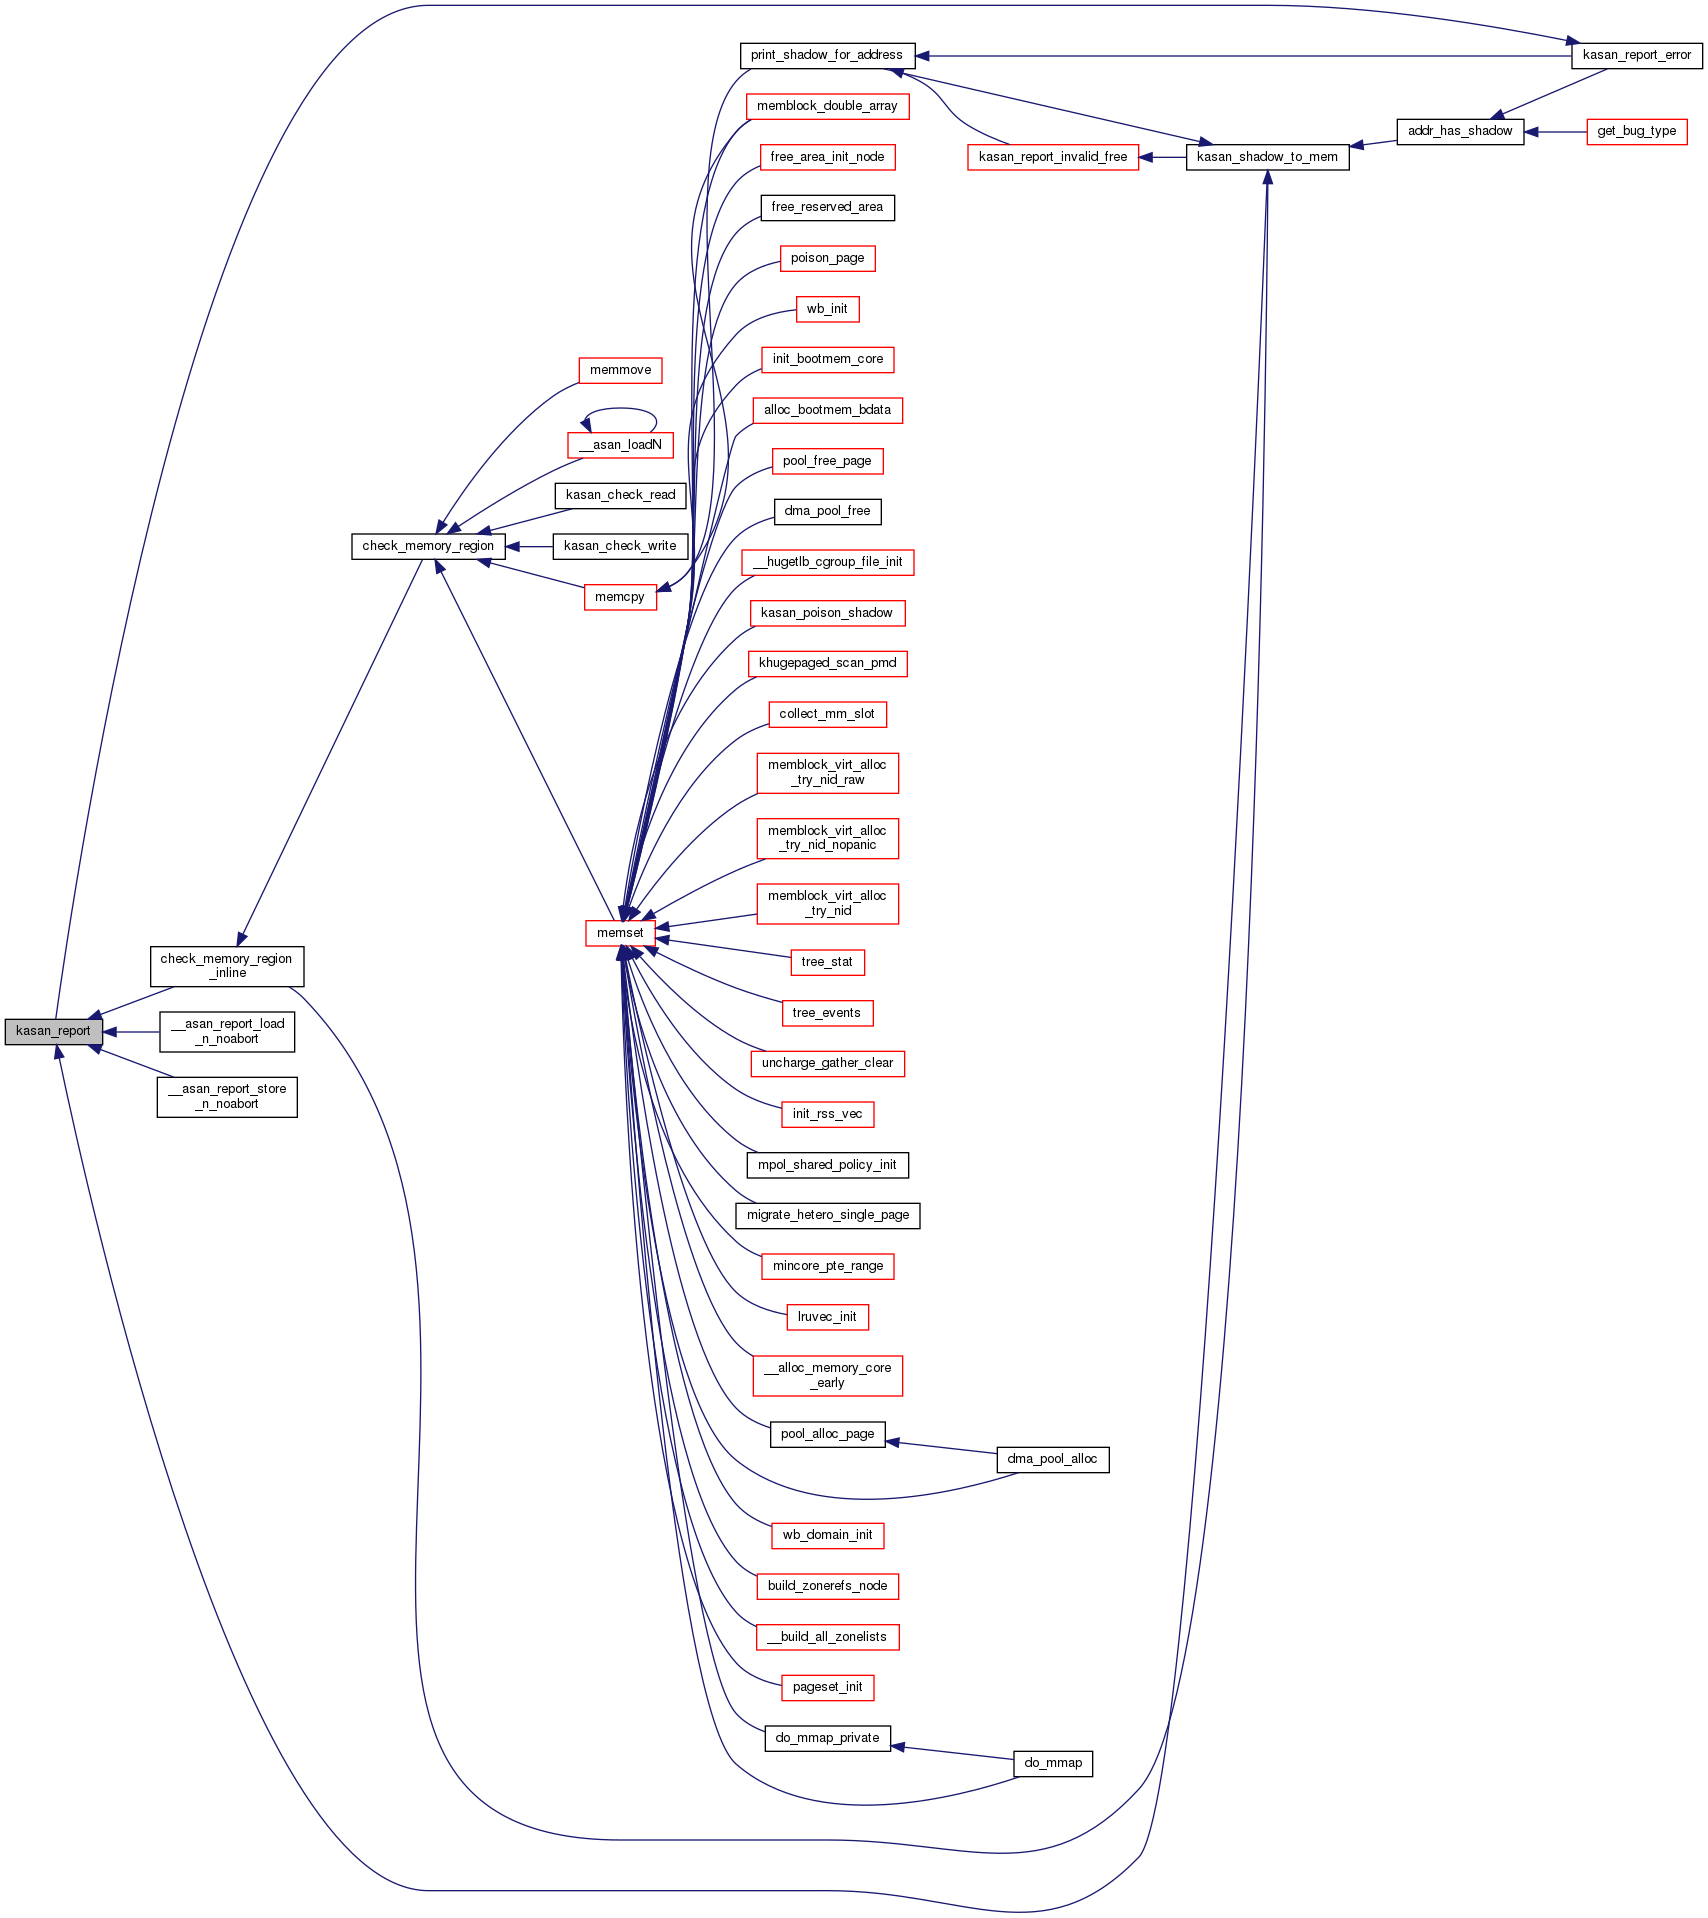 print_shadow_for_address
kasan_report_error
memblock_double_array
addr_has_shadow
get_bug_type
free_area_init_node
kasan_report_invalid_free
kasan_shadow_to_mem
free_reserved_area
poison_page
wb_init
init_bootmem_core
memmove
alloc_bootmem_bdata
__asan_loadN
pool_free_page
kasan_check_read
dma_pool_free
check_memory_region
kasan_check_write
__hugetlb_cgroup_file_init
memcpy
kasan_poison_shadow
khugepaged_scan_pmd
collect_mm_slot
memblock_virt_alloc
_try_nid_raw
memblock_virt_alloc
_try_nid_nopanic
memblock_virt_alloc
_try_nid
memset
check_memory_region
_inline
tree_stat
tree_events
kasan_report
__asan_report_load
_n_noabort
uncharge_gather_clear
__asan_report_store
_n_noabort
init_rss_vec
mpol_shared_policy_init
migrate_hetero_single_page
mincore_pte_range
lruvec_init
__alloc_memory_core
_early
pool_alloc_page
dma_pool_alloc
wb_domain_init
build_zonerefs_node
__build_all_zonelists
pageset_init
do_mmap_private
do_mmap